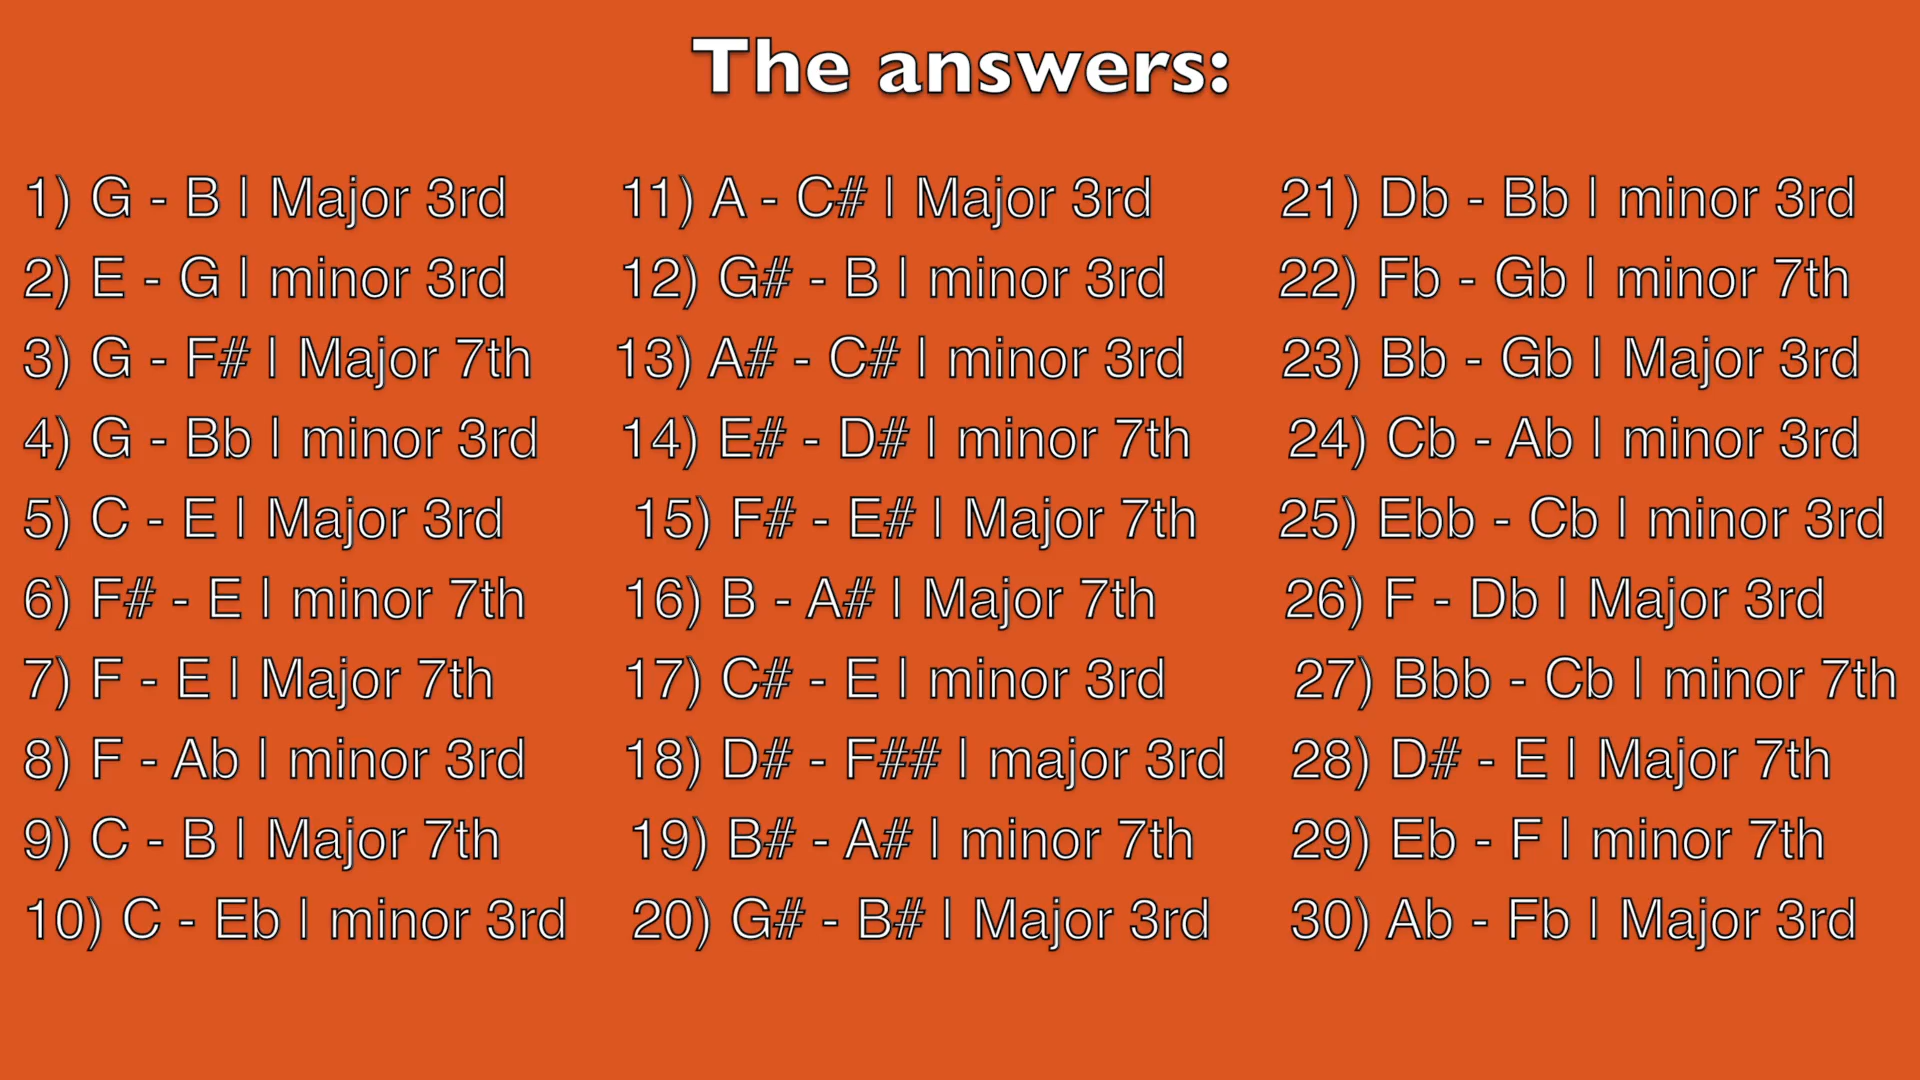 The answers:
1) G - B | Major 3rd
2) E - G | minor 3rd
3) G - F# | Major 7th
4) G - Bb | minor 3rd
5) C - E | Major 3rd
6) F# - E | minor 7th
7) F - E | Major 7th
8) F - Ab | minor 3rd
9) C - B | Major 7th
10) C - Eb | minor 3rd
11) A - C# | Major 3rd
12) G# - B | minor 3rd
13) A# - C# | minor 3rd
14) E# - D# | minor 7th
15) F# - E# | Major 7th
16) B - A# | Major 7th
17) C# - E | minor 3rd
18) D# - F## | major 3rd
19) B# - A# | minor 7th
20) G# - B# | Major 3rd
21) Db - Bb | minor 3rd
22) Fb - Gb | minor 7th
23) Bb - Gb | Major 3rd
24) Cb - Ab | minor 3rd
25) Ebb - Cb | minor 3rd
26) F - Db | Major 3rd
27) Bbb - Cb | minor 7th
28) D# - E | Major 7th
29) Eb - F | minor 7th
30) Ab - Fb | Major 3rd